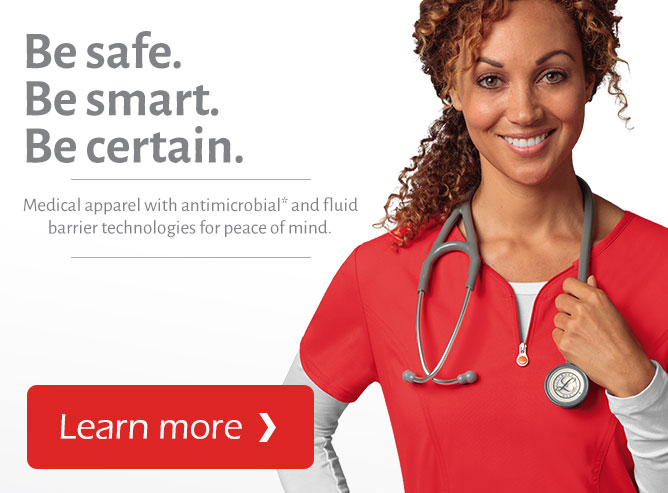 Be safe.
Be smart.
Be certain.
Medical apparel with antimicrobial* and fluid
barrier technologies for peace of mind.
Learn more ❯